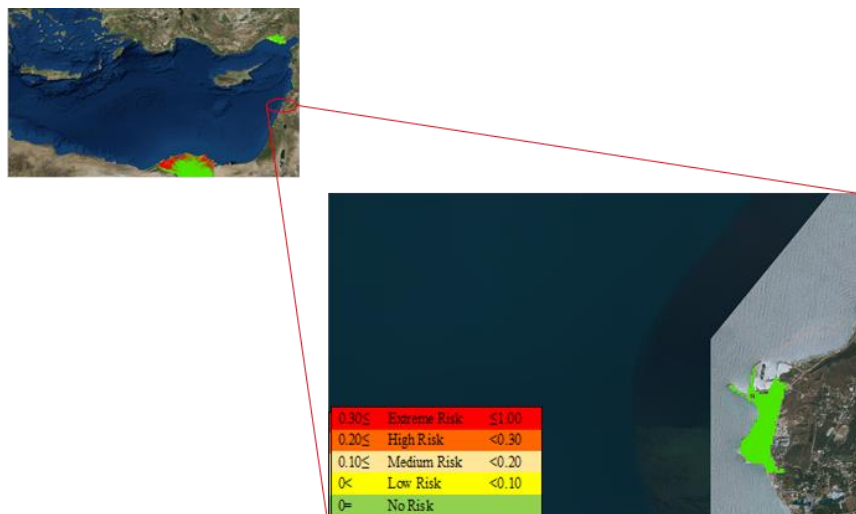 0.30≤ Extreme Risk ≤1.00
0.20≤ High Risk <0.30
0.10≤ Medium Risk <0.20
0< Low Risk <0.10
0= No Risk